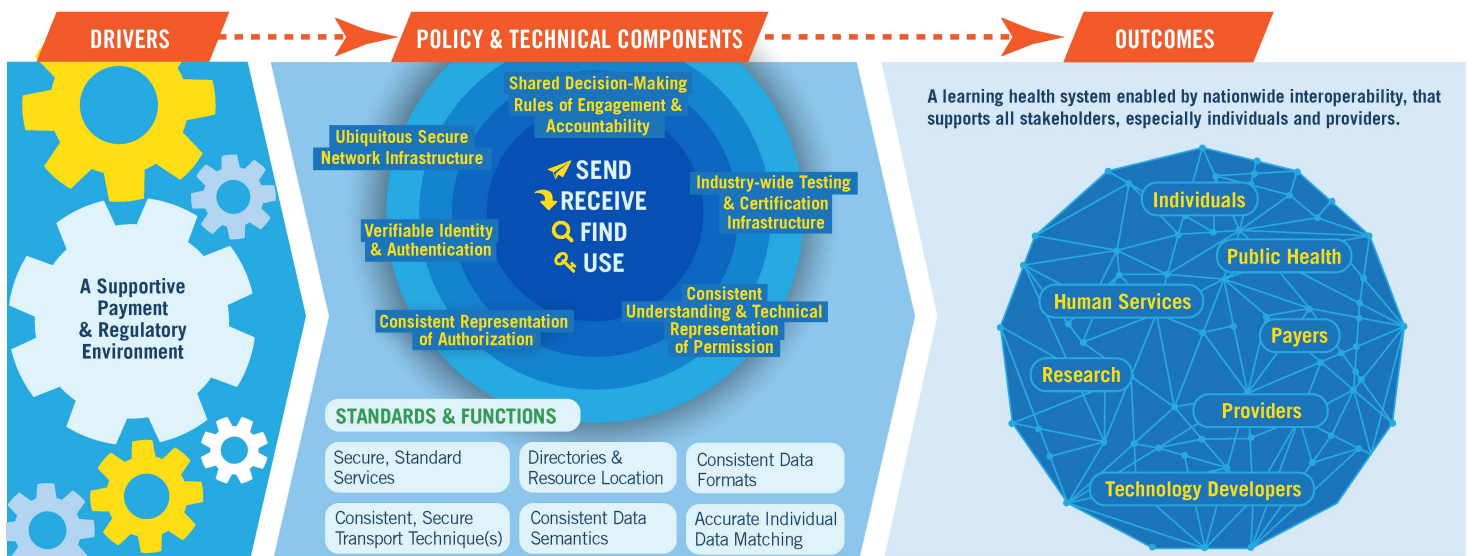 DRIVERS
POLICY & TECHNICAL COMPONENTS
OUTCOMES
A Supportive
Payment
& Regulatory
Environment
Shared Decision-Making
Rules of Engagement &
Accountability
Ubiquitous Secure
Network Infrastructure
Industry-wide Testing
& Certification
Infrastructure
Verifiable Identity
& Authentication
Consistent Representation
of Authorization
Consistent
Understanding & Technical
Representation
of Permission
SEND
RECEIVE
FIND
USE
STANDARDS & FUNCTIONS
Secure, Standard
Services
Directories &
Resource Location
Consistent Data
Formats
Consistent, Secure
Transport Technique(s)
Consistent Data
Semantics
Accurate Individual
Data Matching
A learning health system enabled by nationwide interoperability, that
supports all stakeholders, especially individuals and providers.
Individuals
Public Health
Human Services
Payers
Research
Providers
Technology Developers